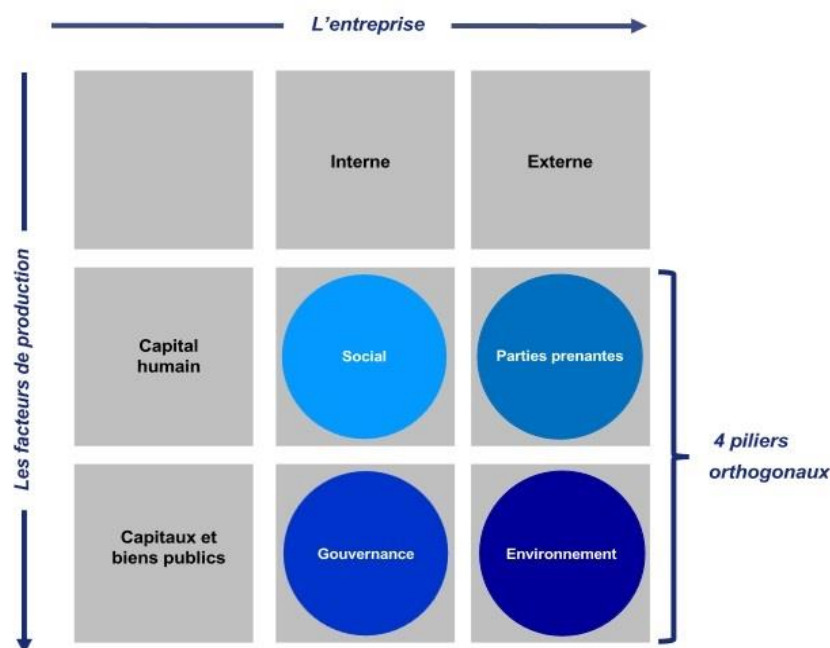 L'entreprise
Les facteurs de production
Interne
Externe
Capital
humain
Social
Parties prenantes
4 piliers
orthogonaux
Capitaux et
biens publics
Gouvernance
Environnement